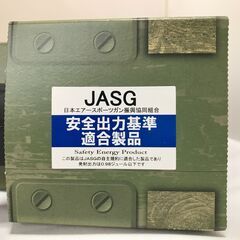 JASG
日本エアースポーツガン振興協同組合
安全出力基準
適合製品
Safety Energy Product
この製品はJASGの自主規約に適合した製品であり
発射出力は0.98ジュール以下です